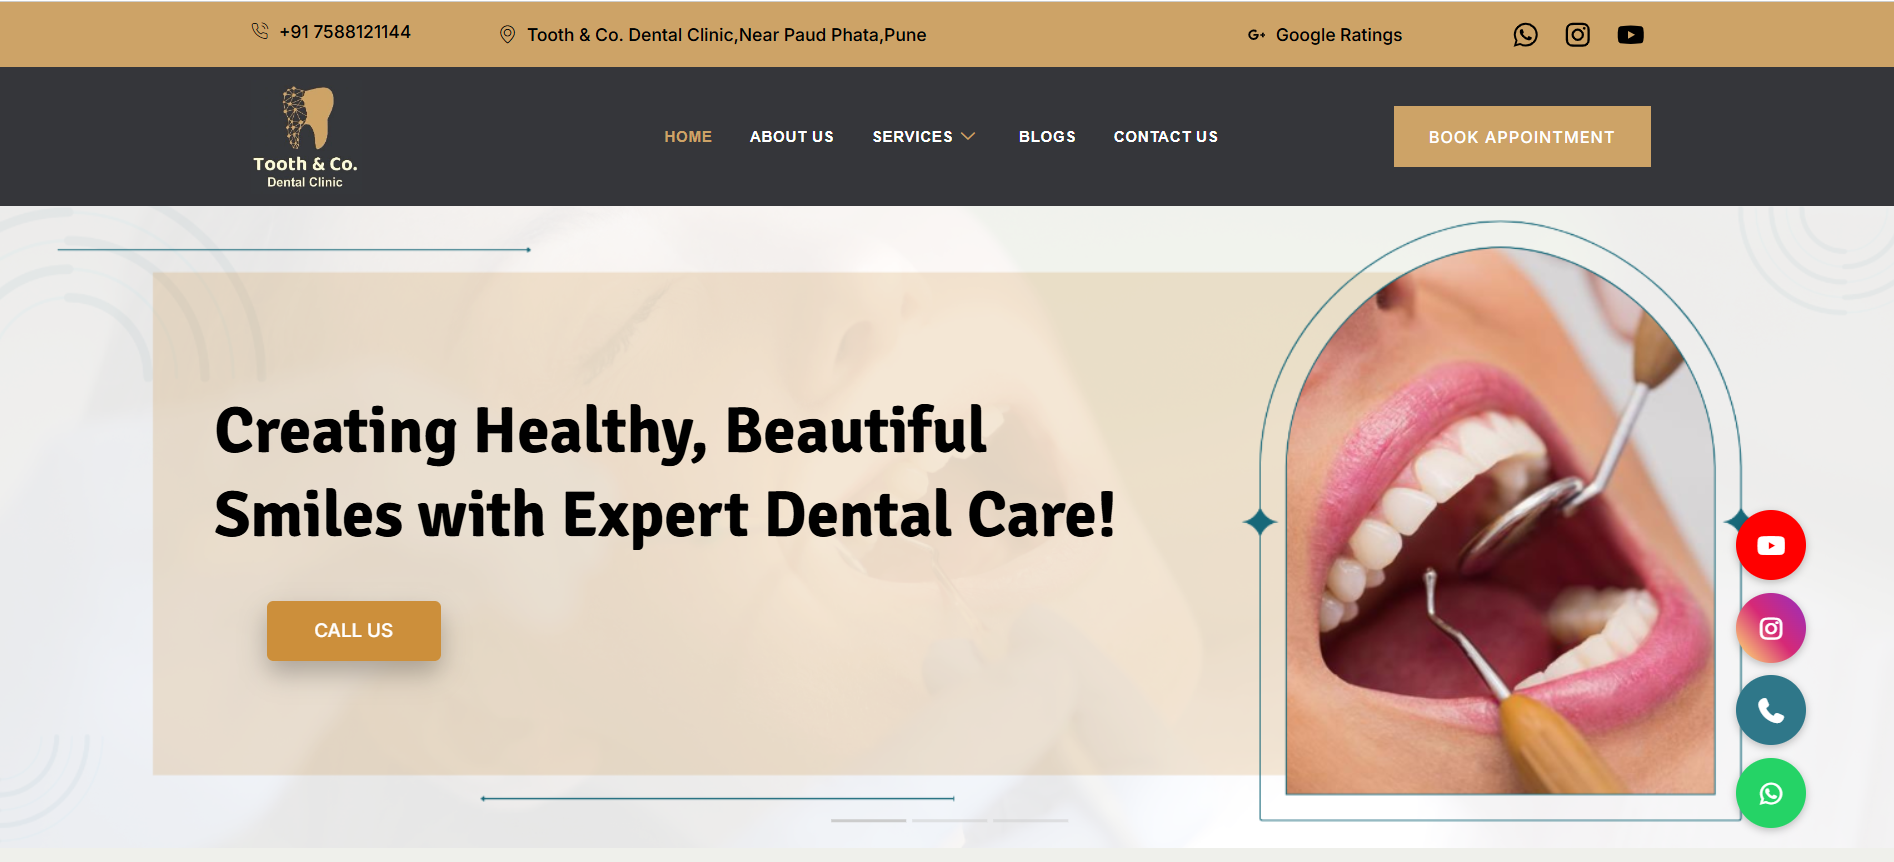 +91 7588121144
Tooth & Co. Dental Clinic,Near Paud Phata,Pune
G+ Google Ratings
Tooth & Co.
Dental Clinic
HOME
ABOUT US
SERVICES
BLOGS
CONTACT US
BOOK APPOINTMENT
Creating Healthy, Beautiful
Smiles with Expert Dental Care!
CALL US